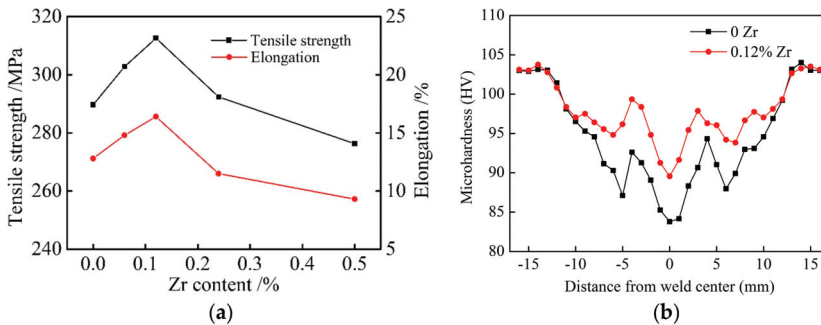 320
300
280
260
240
Tensile strength /MPa
25
20
15
10
5
Elongation /%
Tensile strength
Elongation
0.0 0.1 0.2 0.3 0.4 0.5
Zr content /%
(a)
110
105
100
95
90
85
80
Microhardness (HV)
0 Zr
0.12% Zr
-15 -10 -5 0 5 10 15
Distance from weld center (mm)
(b)